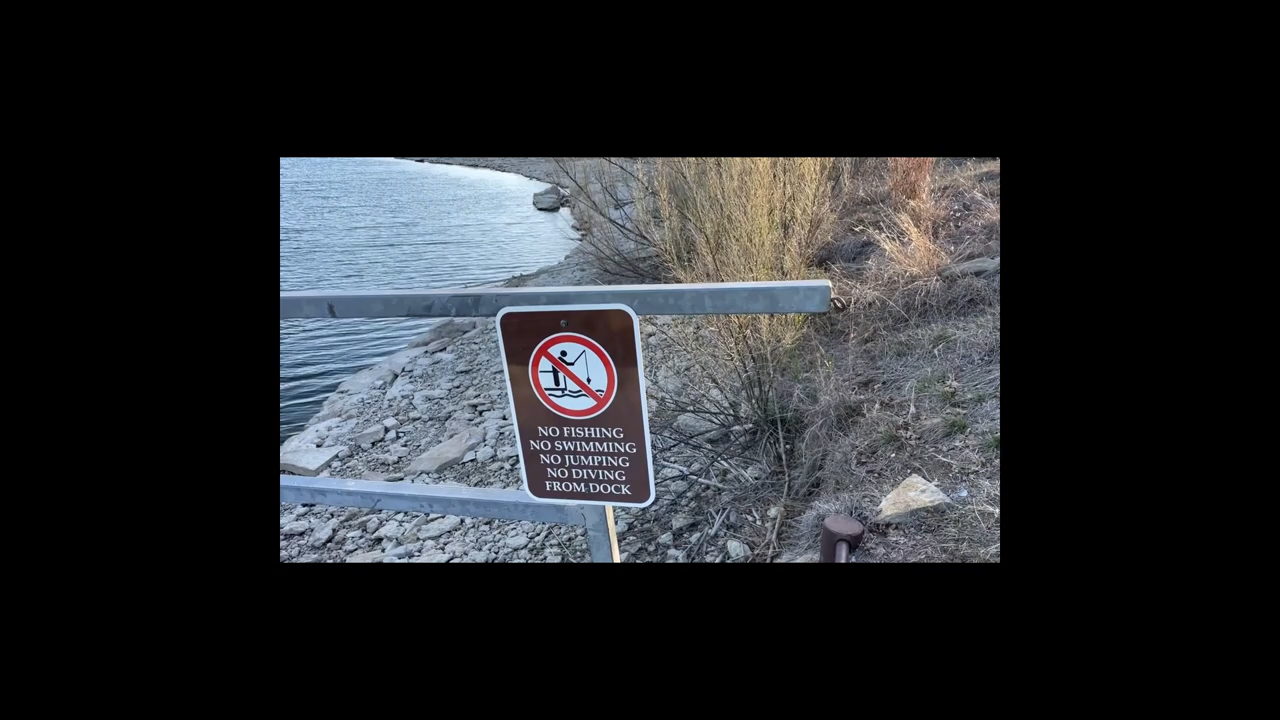 NO FISHING
NO SWIMMING
NO JUMPING
NO DIVING
FROM DOCK